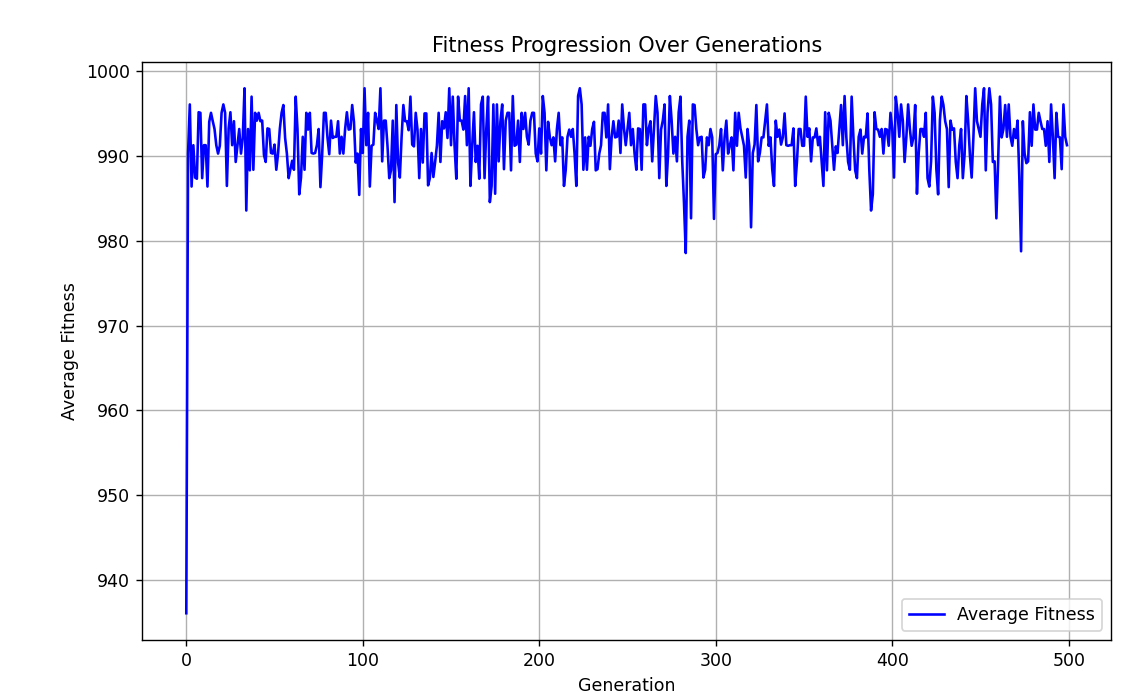 Fitness Progression Over Generations
1000
990
980
970
960
950
940
Average Fitness
Average Fitness
0 100 200 300 400 500
Generation